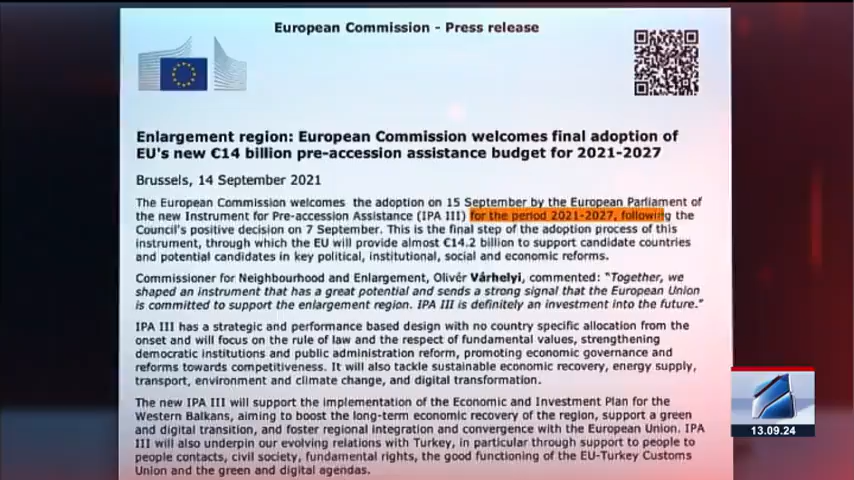 European Commission - Press release
Enlargement region: European Commission welcomes final adoption of
EU's new €14 billion pre-accession assistance budget for 2021-2027
Brussels, 14 September 2021
The European Commission welcomes the adoption on 15 September by the European Parliament of
the new Instrument for Pre-accession Assistance (IPA III) for the period 2021-2027, following the
Council's positive decision on 7 September. This is the final step of the adoption process of this
instrument, through which the EU will provide almost €14.2 billion to support candidate countries
and potential candidates in key political, institutional, social and economic reforms.
Commissioner for Neighbourhood and Enlargement, Olivér Várhelyi, commented: “Together, we
shaped an instrument that has a great potential and sends a strong signal that the European Union
is committed to support the enlargement region. IPA III is definitely an investment into the future.”
IPA III has a strategic and performance based design with no country specific allocation from the
onset and will focus on the rule of law and the respect of fundamental values, strengthening
democratic institutions and public administration reform, promoting economic governance and
reforms towards competitiveness. It will also tackle sustainable economic recovery, energy supply,
transport, environment and climate change, and digital transformation.
The new IPA III will support the implementation of the Economic and Investment Plan for the
Western Balkans, aiming to boost the long-term economic recovery of the region, support a green
and digital transition, and foster regional integration and convergence with the European Union. IPA
III will also underpin our evolving relations with Turkey, in particular through support to people to
people contacts, civil society, fundamental rights, the good functioning of the EU-Turkey Customs
Union and the green and digital agendas.
13.09.24